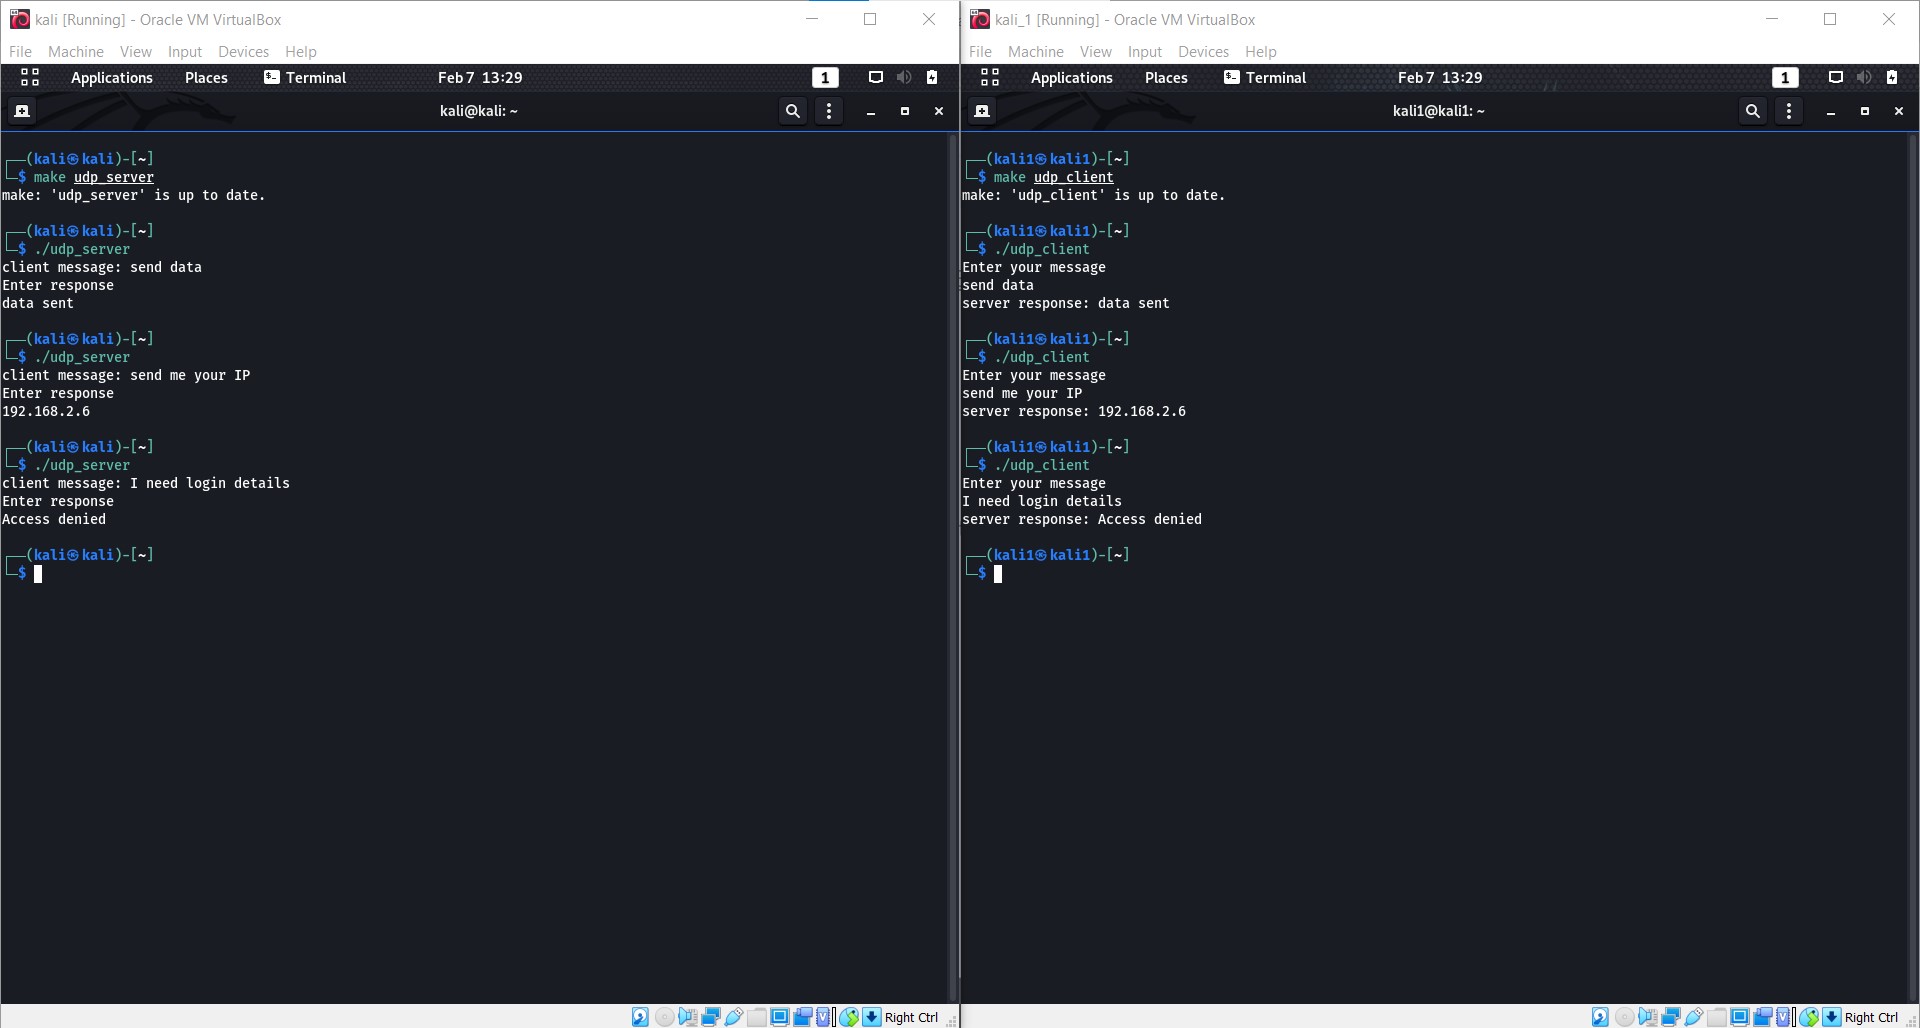 kali [Running] - Oracle VM VirtualBox
File Machine View Input Devices Help
Applications Places Terminal Feb 7 13:29 1
kali@kali: ~
┌──(kali㉿kali)-[~]
└─$ make udp_server
make: 'udp_server' is up to date.
┌──(kali㉿kali)-[~]
└─$ ./udp_server
client message: send data
Enter response
data sent
┌──(kali㉿kali)-[~]
└─$ ./udp_server
client message: send me your IP
Enter response
192.168.2.6
┌──(kali㉿kali)-[~]
└─$ ./udp_server
client message: I need login details
Enter response
Access denied
┌──(kali㉿kali)-[~]
└─$
Right Ctrl
kali_1 [Running] - Oracle VM VirtualBox
File Machine View Input Devices Help
Applications Places Terminal Feb 7 13:29 1
kali1@kali1: ~
┌──(kali1㉿kali1)-[~]
└─$ make udp_client
make: 'udp_client' is up to date.
┌──(kali1㉿kali1)-[~]
└─$ ./udp_client
Enter your message
send data
server response: data sent
┌──(kali1㉿kali1)-[~]
└─$ ./udp_client
Enter your message
send me your IP
server response: 192.168.2.6
┌──(kali1㉿kali1)-[~]
└─$ ./udp_client
Enter your message
I need login details
server response: Access denied
┌──(kali1㉿kali1)-[~]
└─$
Right Ctrl